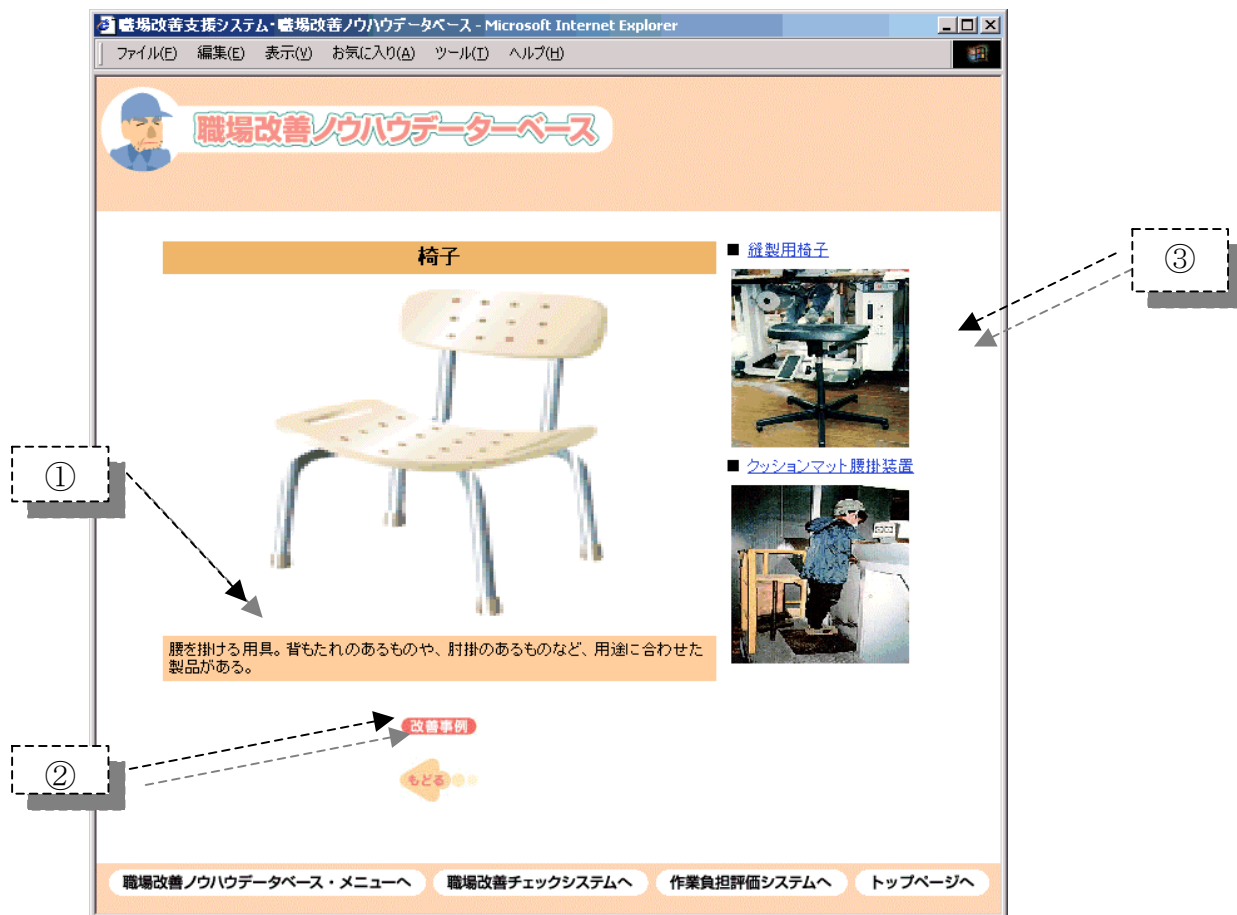 職場改善支援システム・職場改善ノウハウデータベース - Microsoft Internet Explorer
ファイル(F) 編集(E) 表示(V) お気に入り(A) ツール(T) ヘルプ(H)
職場改善ノウハウデーターベース
椅子
■ 縫製用椅子
③
①
■ クッションマット腰掛装置
腰を掛ける用具。背もたれのあるものや、肘掛のあるものなど、用途に合わせた
製品がある。
改善事例
②
もどる
職場改善ノウハウデータベース・メニューへ 職場改善チェックシステムへ 作業負担評価システムへ トップページへ